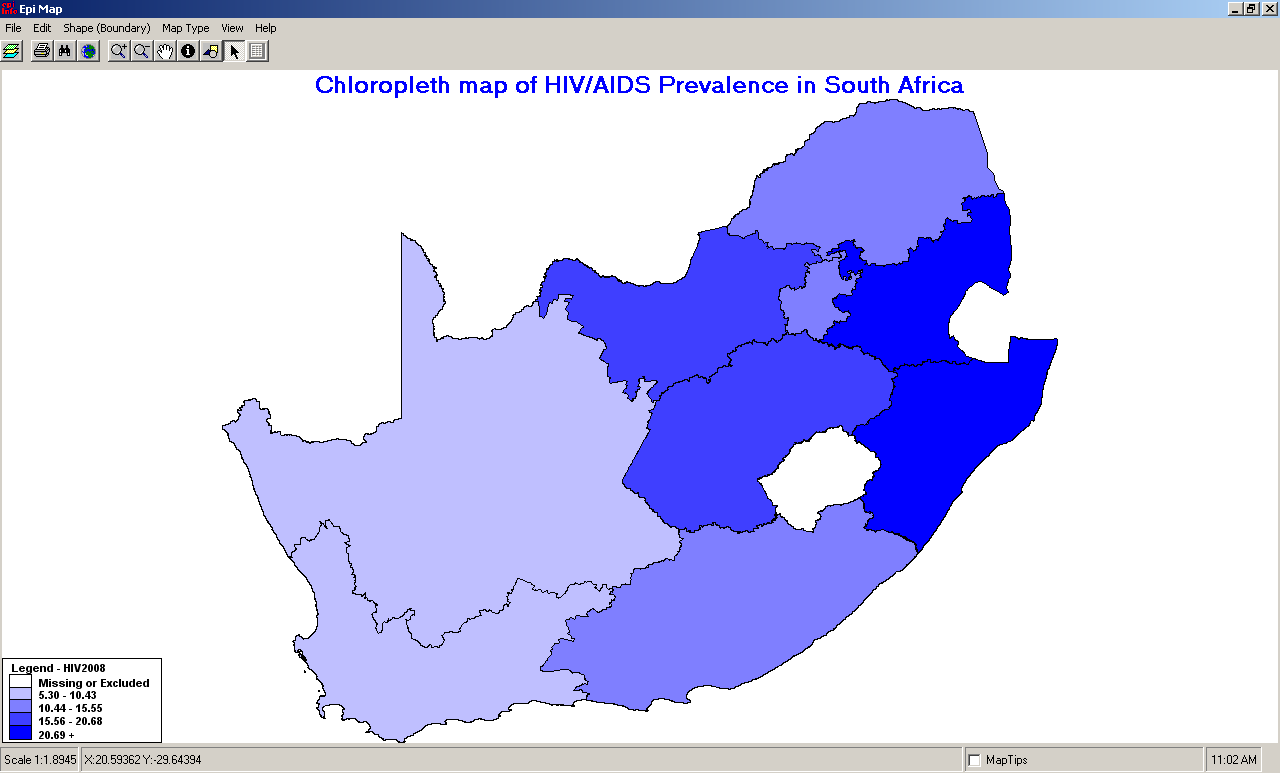 Epi Info Epi Map
File Edit Shape (Boundary) Map Type View Help
Chloropleth map of HIV/AIDS Prevalence in South Africa
Legend - HIV2008
Missing or Excluded
5.30 - 10.43
10.44 - 15.55
15.56 - 20.68
20.69 +
Scale 1:1.8945 X:20.59362 Y:-29.64394 MapTips 11:02 AM